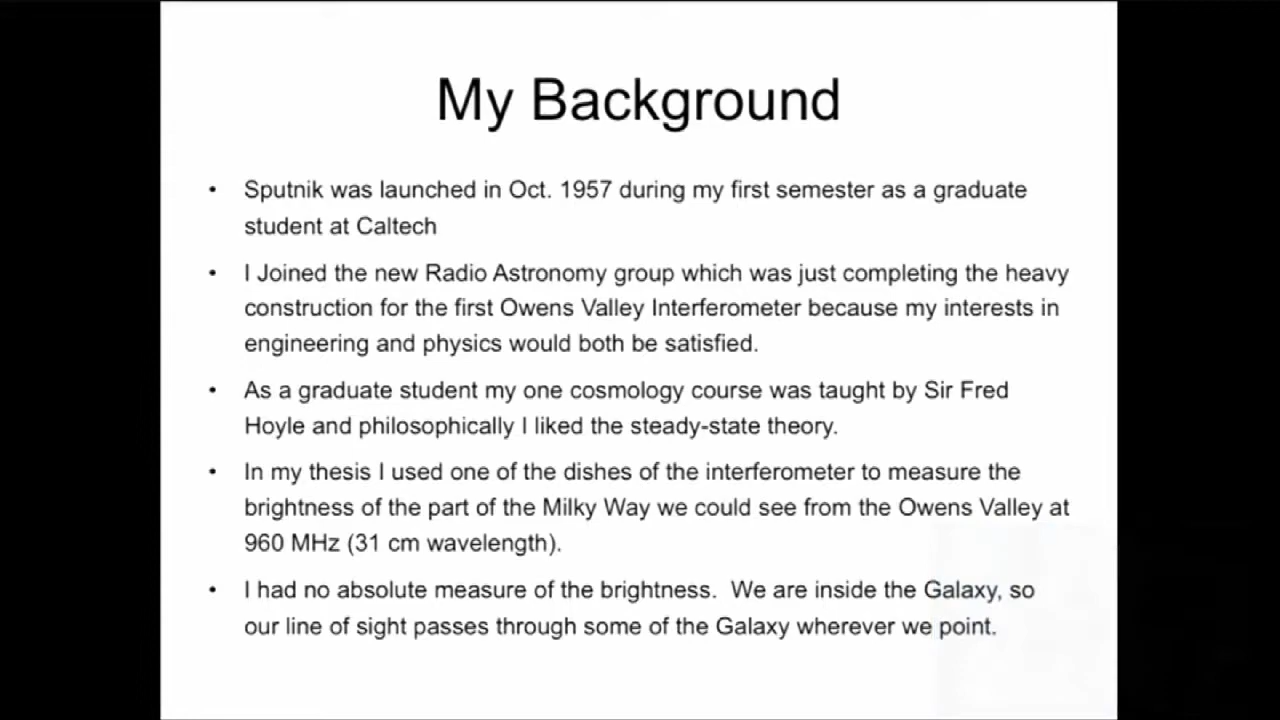 My Background
• Sputnik was launched in Oct. 1957 during my first semester as a graduate
student at Caltech
• I Joined the new Radio Astronomy group which was just completing the heavy
construction for the first Owens Valley Interferometer because my interests in
engineering and physics would both be satisfied.
• As a graduate student my one cosmology course was taught by Sir Fred
Hoyle and philosophically I liked the steady-state theory.
• In my thesis I used one of the dishes of the interferometer to measure the
brightness of the part of the Milky Way we could see from the Owens Valley at
960 MHz (31 cm wavelength).
• I had no absolute measure of the brightness.  We are inside the Galaxy, so
our line of sight passes through some of the Galaxy wherever we point.